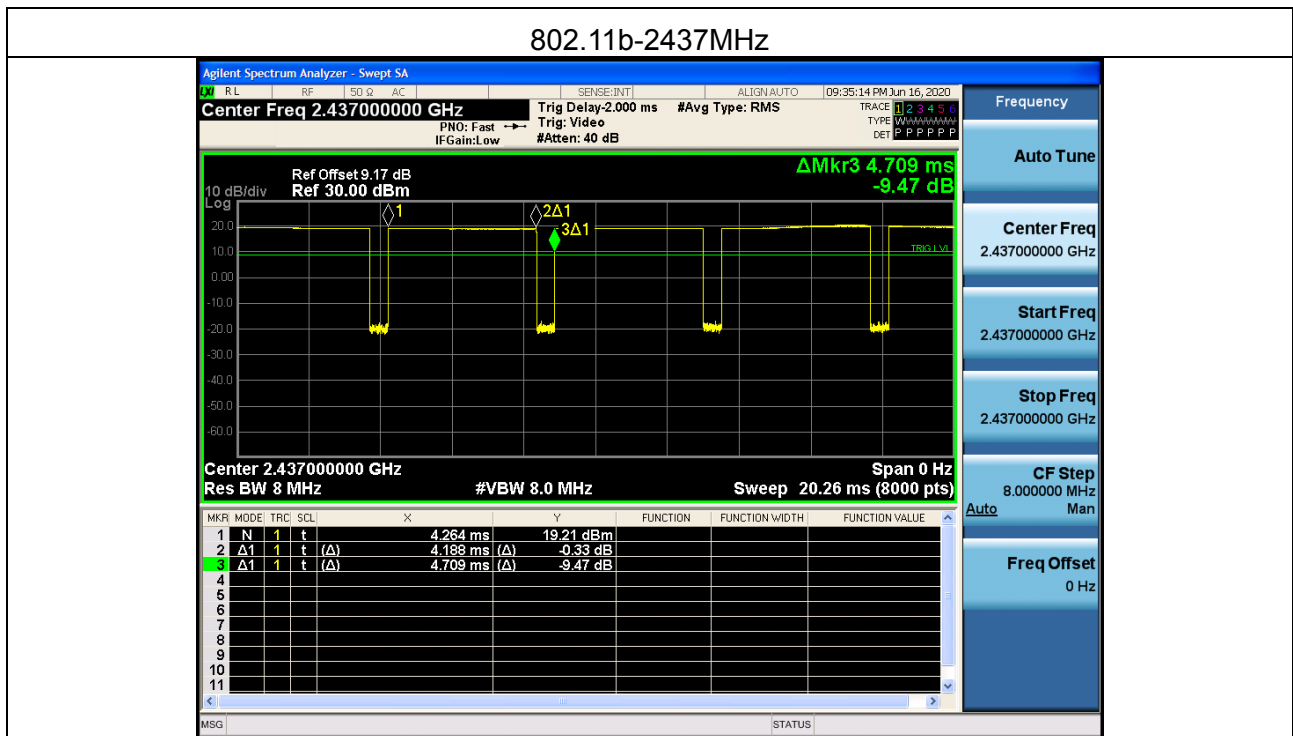 802.11b-2437MHz
Agilent Spectrum Analyzer - Swept SA
LXI RL RF 50 Ω AC SENSE:INT ALIGN AUTO 09:35:14 PM Jun 16, 2020
Center Freq 2.437000000 GHz
PNO: Fast
IFGain:Low
Trig Delay-2.000 ms
Trig: Video
#Atten: 40 dB
#Avg Type: RMS
TRACE 1 2 3 4 5 6
TYPE WWWWWW
DET P P P P P P
Frequency
Auto Tune
ΔMkr3 4.709 ms
-9.47 dB
Ref Offset 9.17 dB
10 dB/div Ref 30.00 dBm
Log
1
2Δ1
3Δ1
TRIG LVL
20.0
10.0
0.00
-10.0
-20.0
-30.0
-40.0
-50.0
-60.0
Center Freq
2.437000000 GHz
Start Freq
2.437000000 GHz
Stop Freq
2.437000000 GHz
Center 2.437000000 GHz Span 0 Hz
Res BW 8 MHz #VBW 8.0 MHz Sweep 20.26 ms (8000 pts)
CF Step
8.000000 MHz
Auto Man
Freq Offset
0 Hz
MKR MODE TRC SCL X Y FUNCTION FUNCTION WIDTH FUNCTION VALUE
1 N 1 t 4.264 ms 19.21 dBm
2 Δ1 1 t (Δ) 4.188 ms (Δ) -0.33 dB
3 Δ1 1 t (Δ) 4.709 ms (Δ) -9.47 dB
4
5
6
7
8
9
10
11
MSG STATUS